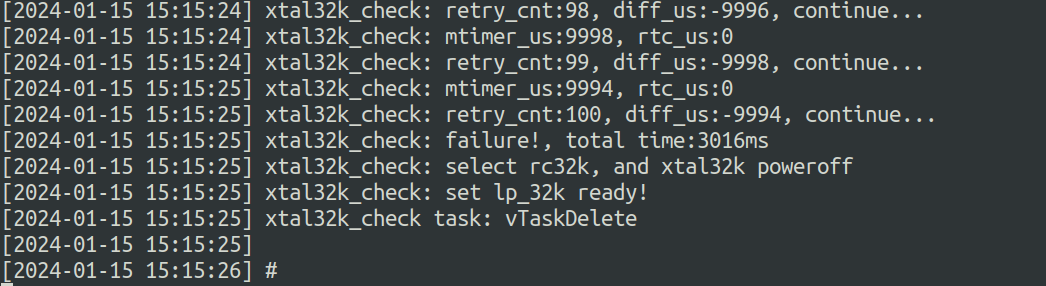 [2024-01-15 15:15:24] xtal32k_check: retry_cnt:98, diff_us:-9996, continue...
[2024-01-15 15:15:24] xtal32k_check: mtimer_us:9998, rtc_us:0
[2024-01-15 15:15:24] xtal32k_check: retry_cnt:99, diff_us:-9998, continue...
[2024-01-15 15:15:25] xtal32k_check: mtimer_us:9994, rtc_us:0
[2024-01-15 15:15:25] xtal32k_check: retry_cnt:100, diff_us:-9994, continue...
[2024-01-15 15:15:25] xtal32k_check: failure!, total time:3016ms
[2024-01-15 15:15:25] xtal32k_check: select rc32k, and xtal32k poweroff
[2024-01-15 15:15:25] xtal32k_check: set lp_32k ready!
[2024-01-15 15:15:25] xtal32k_check task: vTaskDelete
[2024-01-15 15:15:25]
[2024-01-15 15:15:26] #